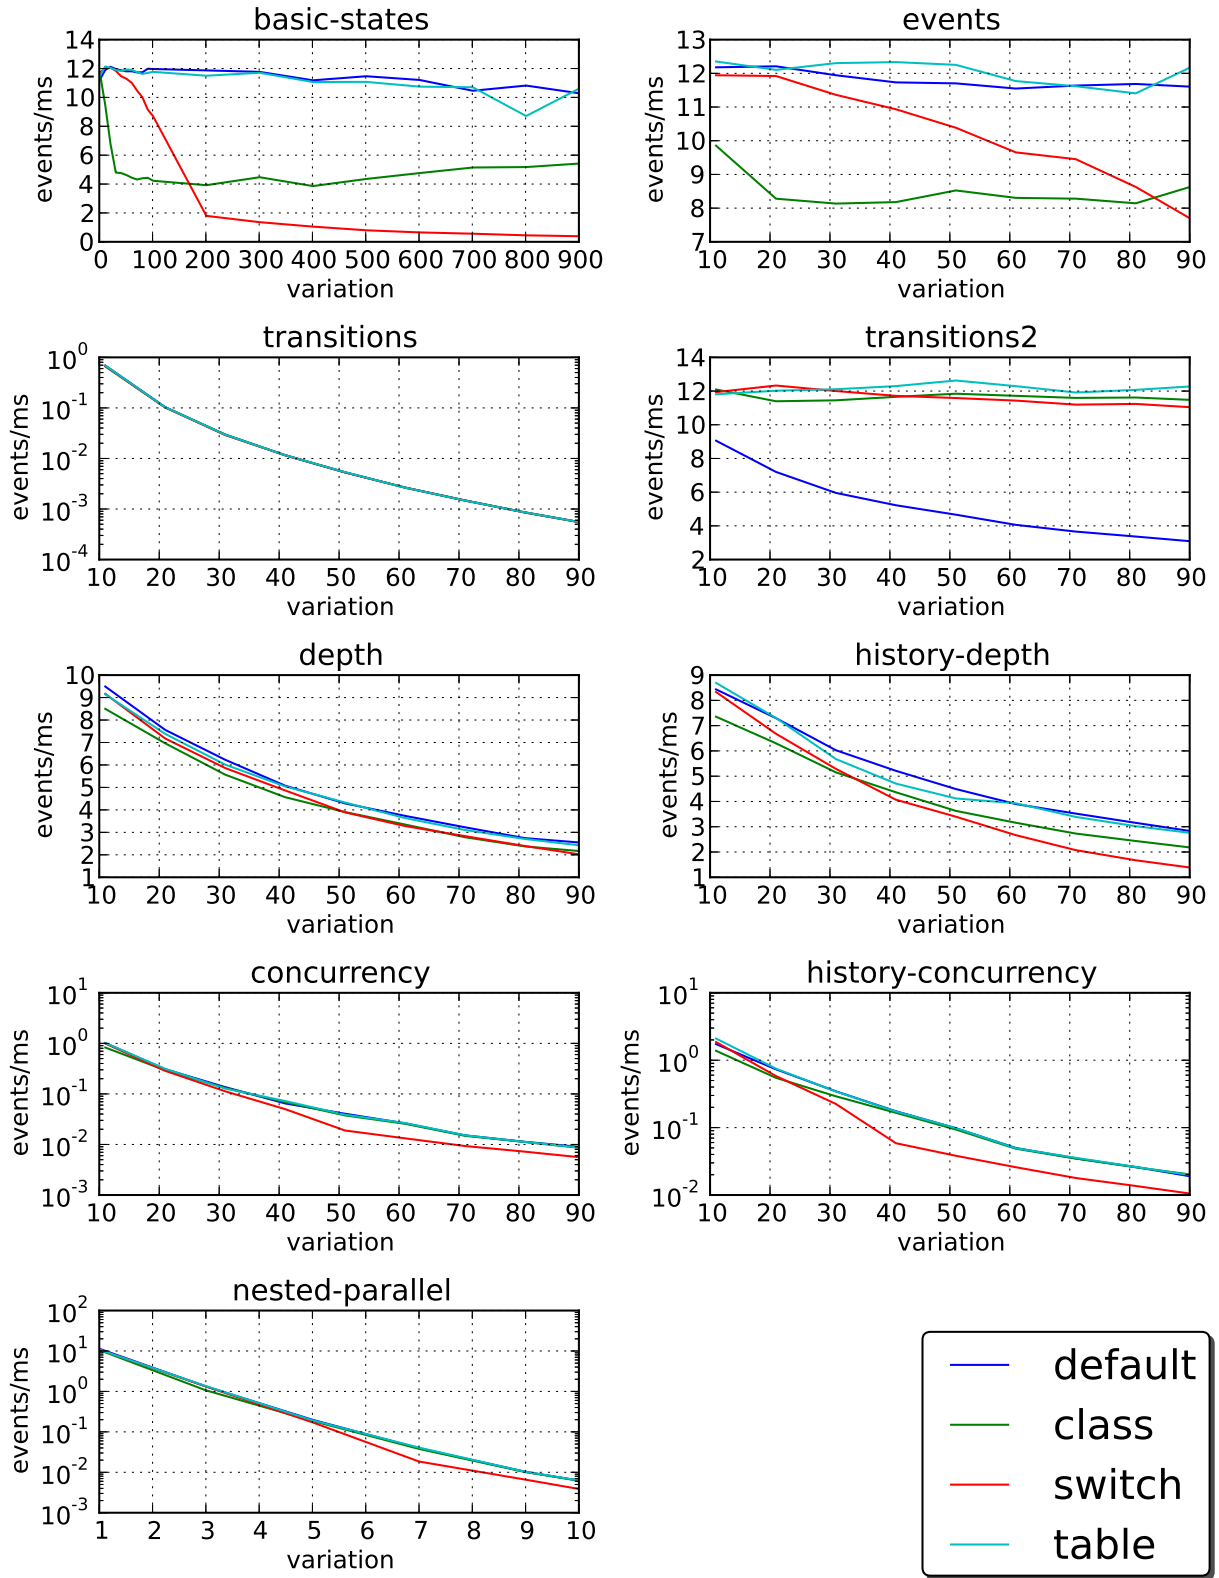 basic-states
events/ms
14
12
10
8
6
4
2
0
0 100 200 300 400 500 600 700 800 900
variation
events
events/ms
13
12
11
10
9
8
7
10 20 30 40 50 60 70 80 90
variation
transitions
events/ms
10^0
10^-1
10^-2
10^-3
10^-4
10 20 30 40 50 60 70 80 90
variation
transitions2
events/ms
14
12
10
8
6
4
2
10 20 30 40 50 60 70 80 90
variation
depth
events/ms
10
9
8
7
6
5
4
3
2
1
10 20 30 40 50 60 70 80 90
variation
history-depth
events/ms
9
8
7
6
5
4
3
2
1
10 20 30 40 50 60 70 80 90
variation
concurrency
events/ms
10^1
10^0
10^-1
10^-2
10^-3
10 20 30 40 50 60 70 80 90
variation
history-concurrency
events/ms
10^1
10^0
10^-1
10^-2
10 20 30 40 50 60 70 80 90
variation
nested-parallel
events/ms
10^2
10^1
10^0
10^-1
10^-2
10^-3
1 2 3 4 5 6 7 8 9 10
variation
default
class
switch
table